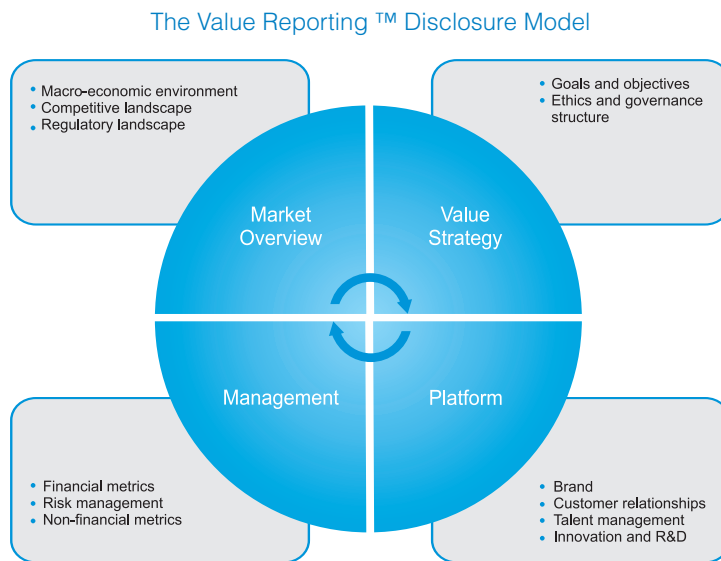 The Value Reporting ™ Disclosure Model
• Macro-economic environment
• Competitive landscape
• Regulatory landscape
• Goals and objectives
• Ethics and governance
structure
Market
Overview
Value
Strategy
Management
Platform
• Financial metrics
• Risk management
• Non-financial metrics
• Brand
• Customer relationships
• Talent management
• Innovation and R&D